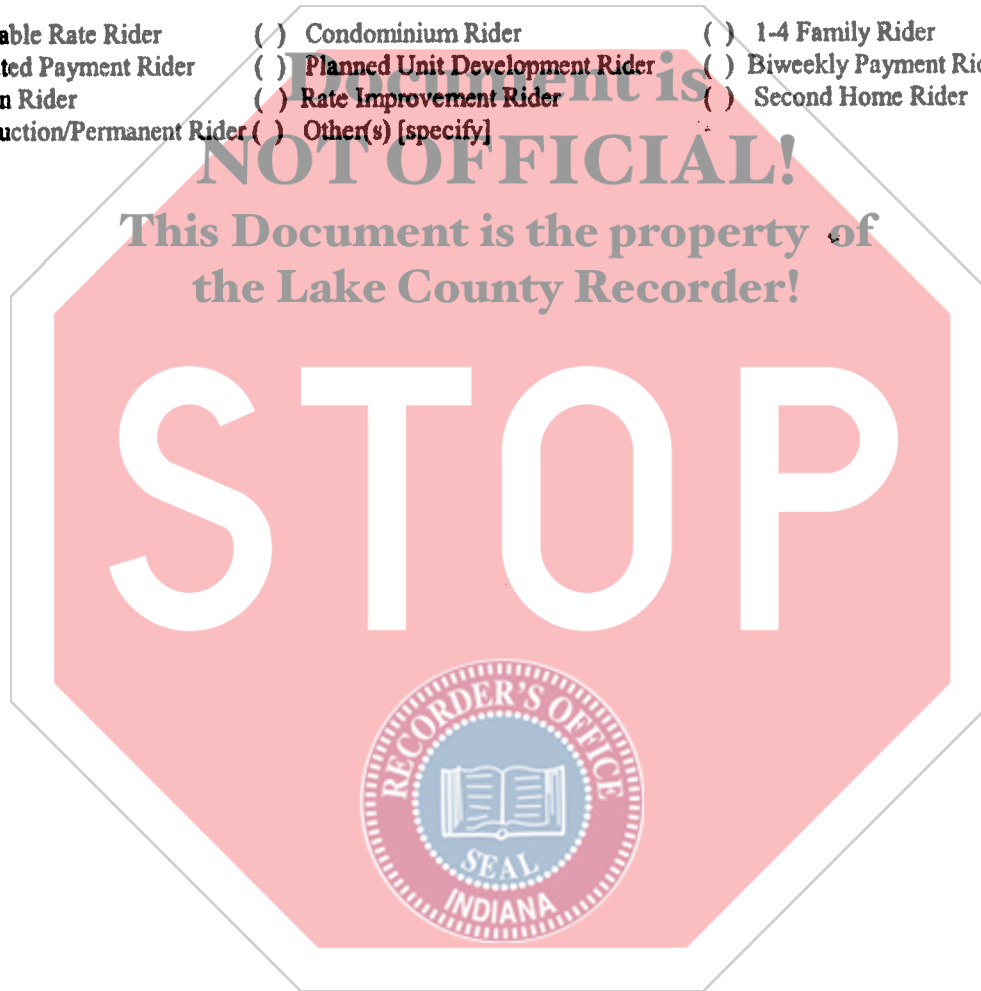 able Rate Rider ( ) Condominium Rider ( ) 1-4 Family Rider
ted Payment Rider ( ) Planned Unit Development Rider ( ) Biweekly Payment Ric
n Rider ( ) Rate Improvement Rider ( ) Second Home Rider
uction/Permanent Rider ( ) Other(s) [specify]
Document is
NOT OFFICIAL!
This Document is the property of
the Lake County Recorder!
STOP
RECORDER'S OFFICE
SEAL
INDIANA